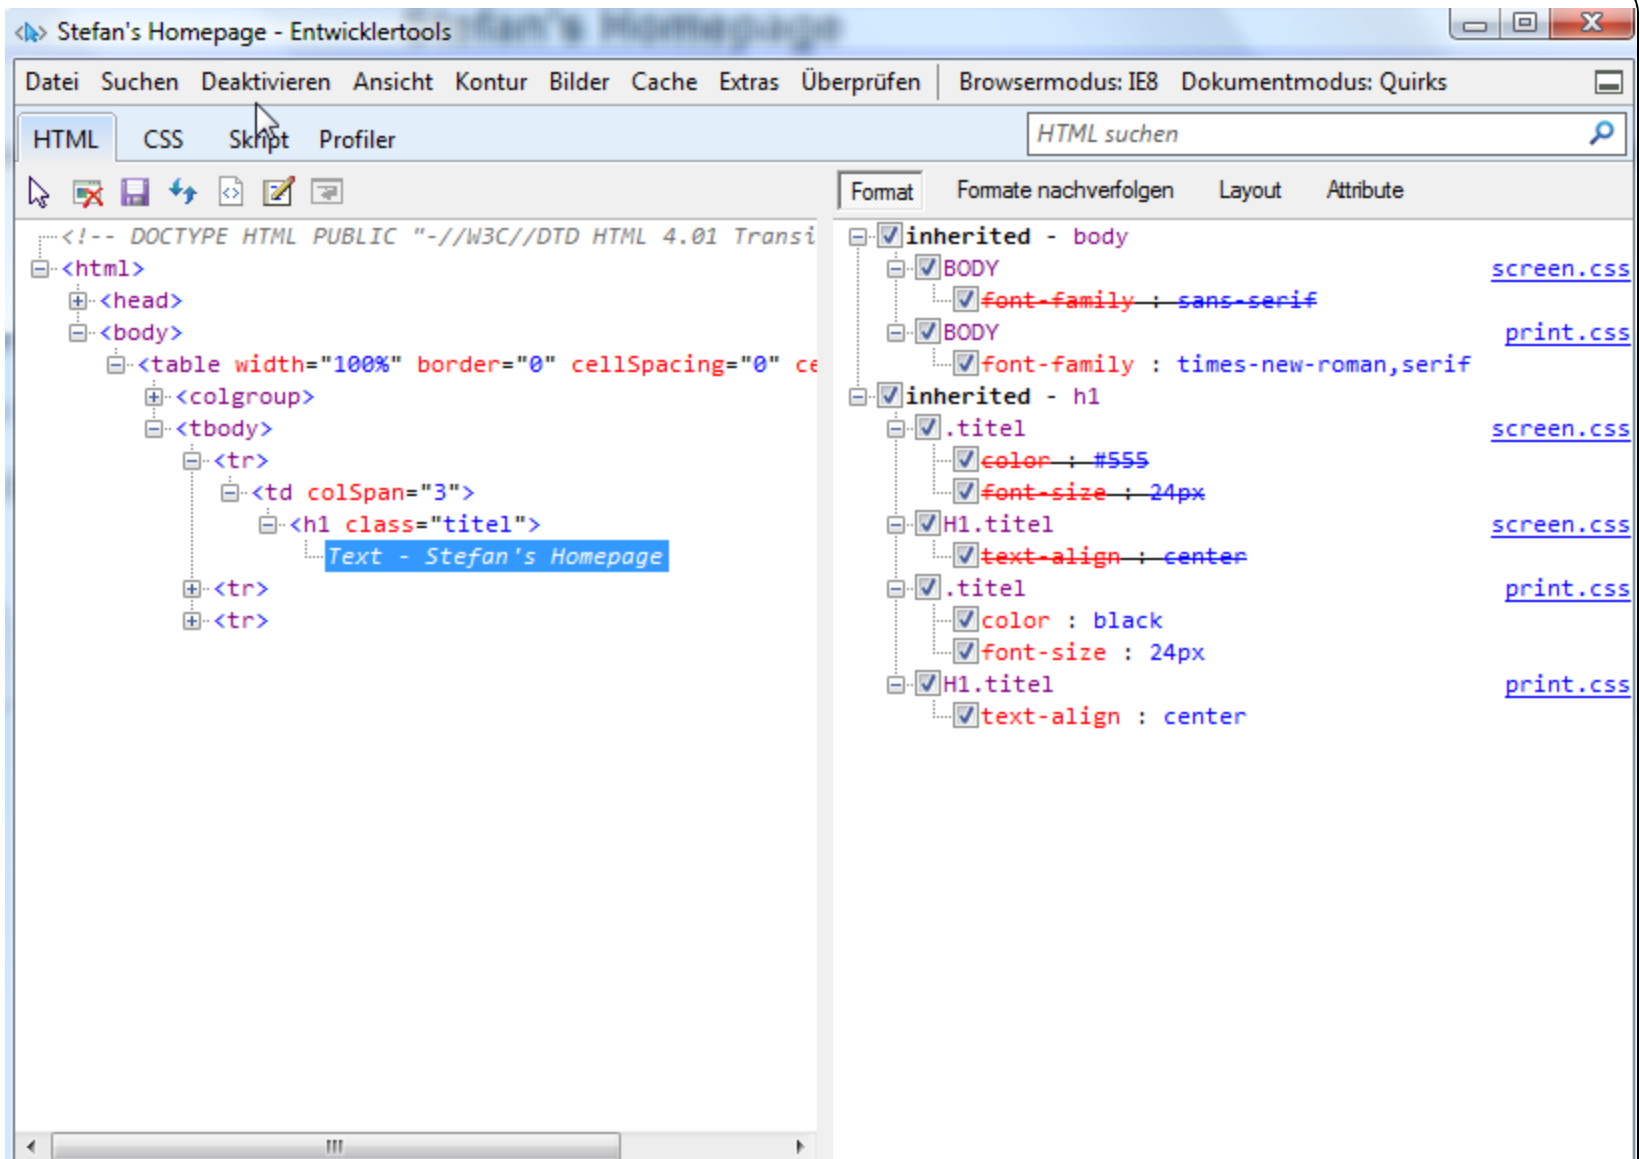 Stefan's Homepage - Entwicklertools
Stefan's Homepage
Datei Suchen Deaktivieren Ansicht Kontur Bilder Cache Extras Überprüfen Browsermodus: IE8 Dokumentmodus: Quirks
HTML CSS Skript Profiler
HTML suchen
Format Formate nachverfolgen Layout Attribute
<!-- DOCTYPE HTML PUBLIC "-//W3C//DTD HTML 4.01 Transi
<html>
<head>
<body>
<table width="100%" border="0" cellSpacing="0" ce
<colgroup>
<tbody>
<tr>
<td colSpan="3">
<h1 class="titel">
Text - Stefan's Homepage
<tr>
<tr>
inherited - body
BODY screen.css
font-family : sans-serif
BODY print.css
font-family : times-new-roman,serif
inherited - h1
.titel screen.css
color : #555
font-size : 24px
H1.titel screen.css
text-align : center
.titel print.css
color : black
font-size : 24px
H1.titel print.css
text-align : center